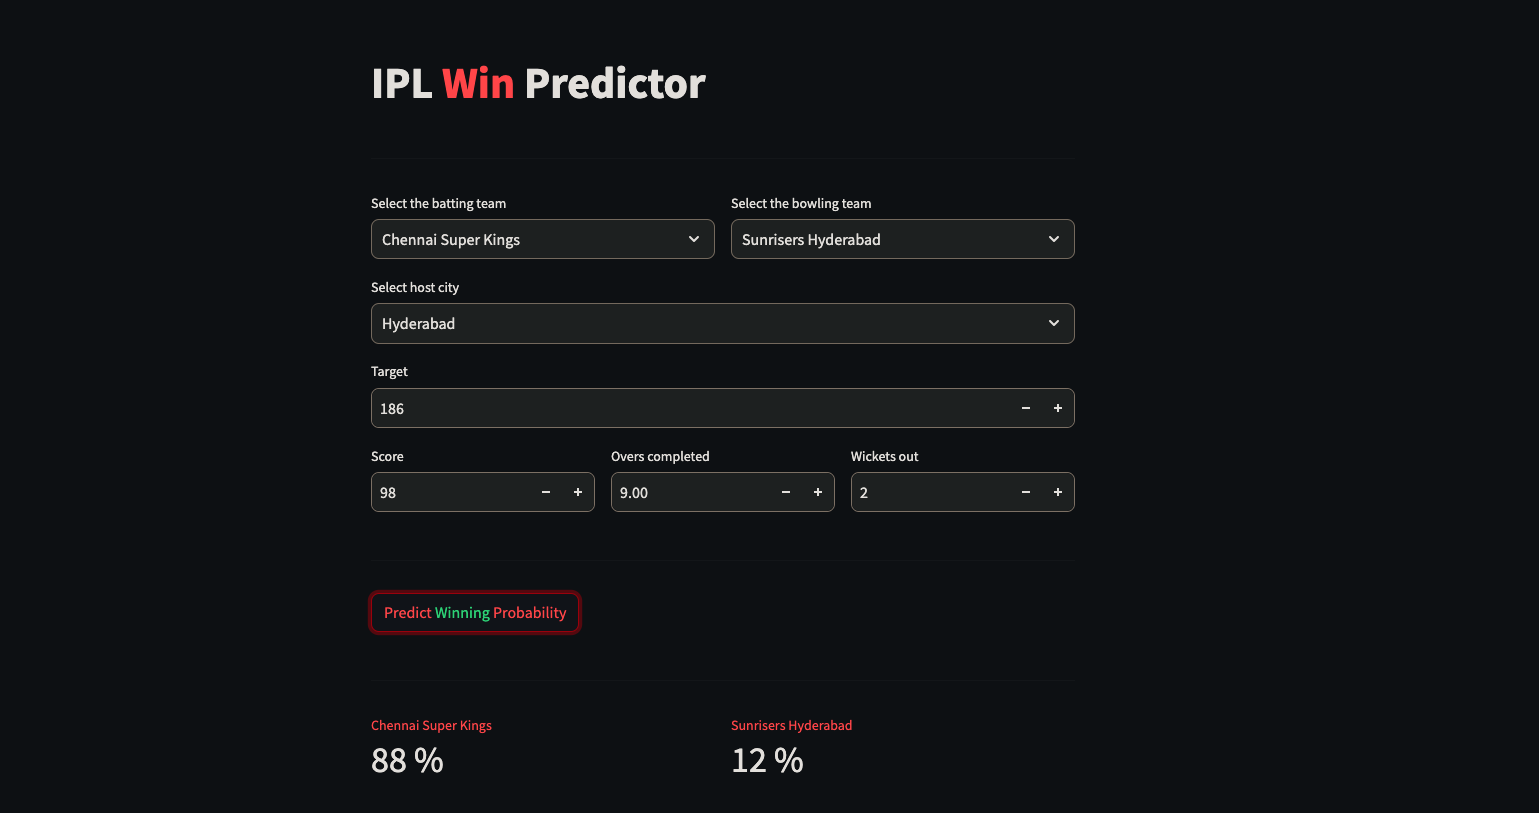 IPL Win Predictor
Select the batting team
Chennai Super Kings
Select the bowling team
Sunrisers Hyderabad
Select host city
Hyderabad
Target
186 − +
Score
98 − +
Overs completed
9.00 − +
Wickets out
2 − +
Predict Winning Probability
Chennai Super Kings
88 %
Sunrisers Hyderabad
12 %